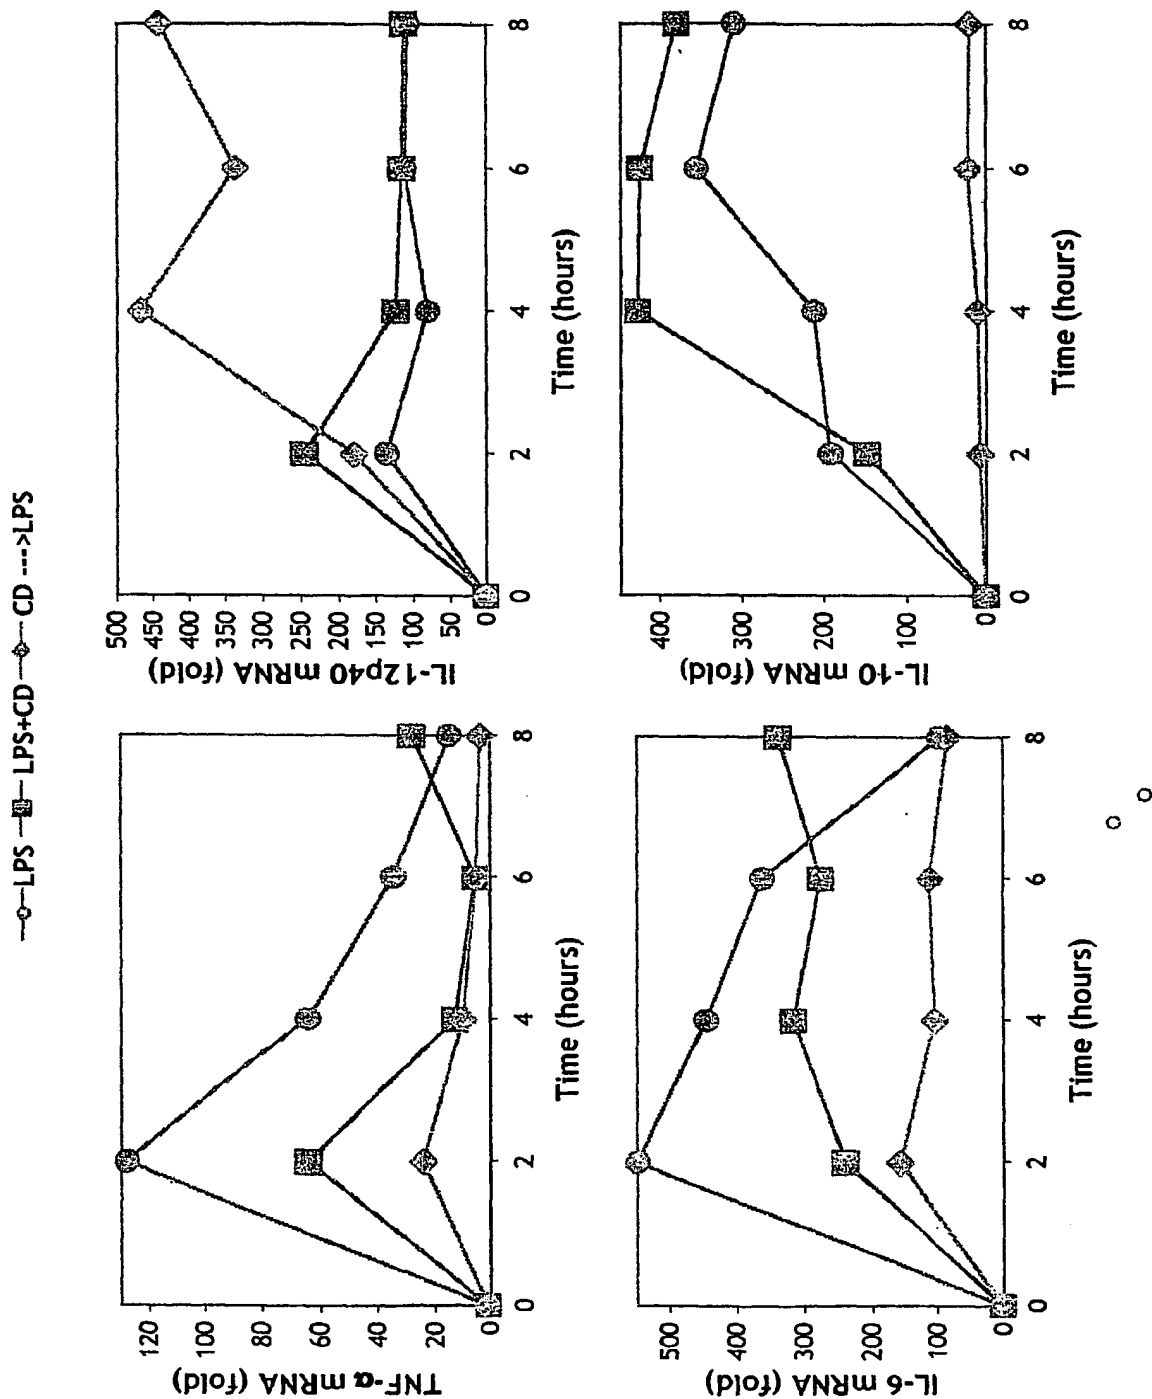 LPS LPS+CD CD --->LPS
TNF-α mRNA (fold)
120
100
80
60
40
20
0
0 2 4 6 8
Time (hours)
IL-12p40 mRNA (fold)
500
450
400
350
300
250
200
150
100
50
0
0 2 4 6 8
Time (hours)
IL-6 mRNA (fold)
500
400
300
200
100
0
0 2 4 6 8
Time (hours)
IL-10 mRNA (fold)
400
300
200
100
0
0 2 4 6 8
Time (hours)